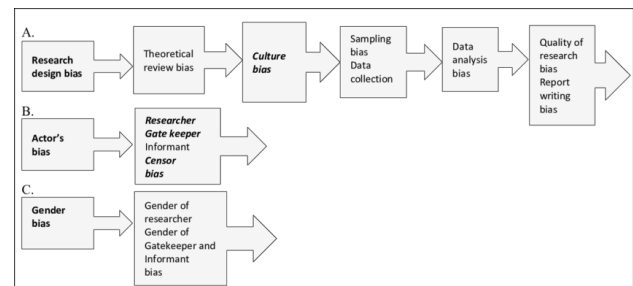 A.
Research
design bias
Theoretical
review bias
Culture
bias
Sampling
bias
Data
collection
Data
analysis
bias
Quality of
research
bias
Report
writing
bias
B.
Actor's
bias
Researcher
Gate keeper
Informant
Censor
bias
C.
Gender
bias
Gender of
researcher
Gender of
Gatekeeper and
Informant
bias